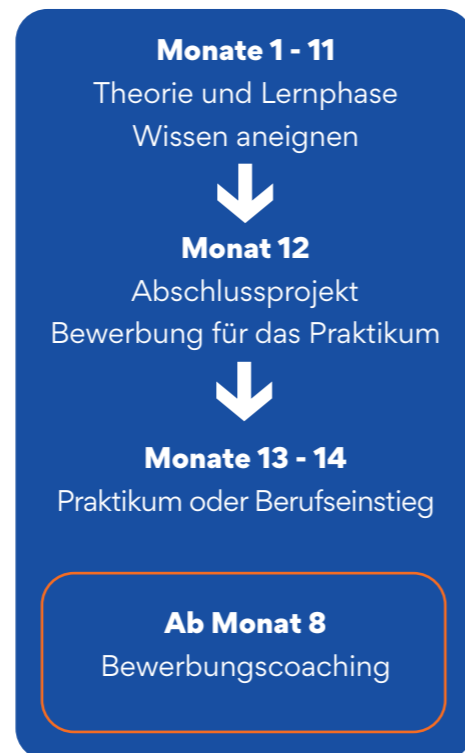 Monate 1 - 11
Theorie und Lernphase
Wissen aneignen
Monat 12
Abschlussprojekt
Bewerbung für das Praktikum
Monate 13 - 14
Praktikum oder Berufseinstieg
Ab Monat 8
Bewerbungscoaching